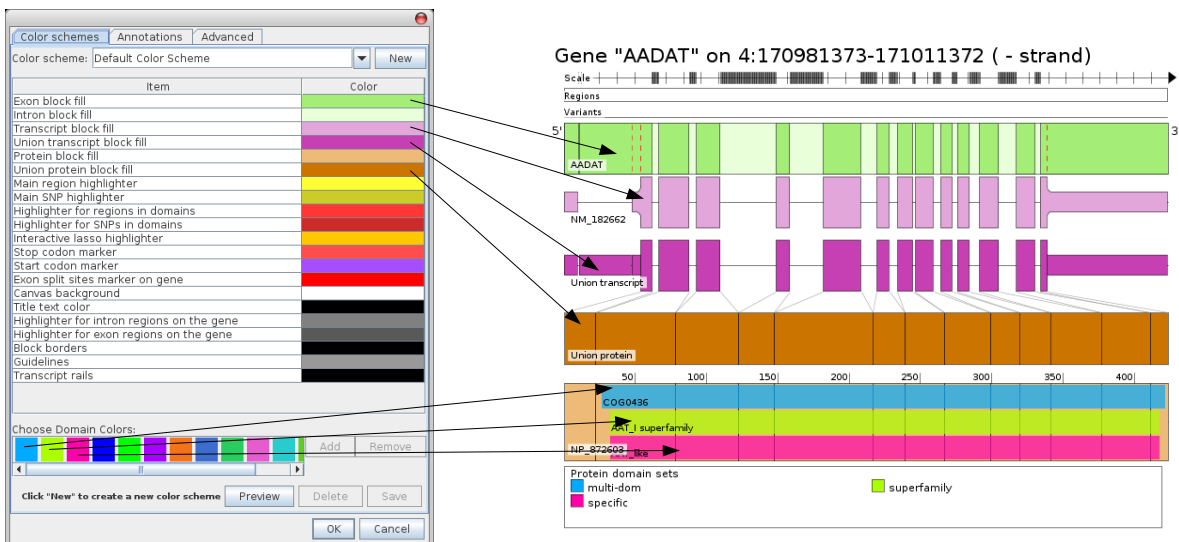 Color schemes Annotations Advanced
Color scheme: Default Color Scheme New
Item Color
Exon block fill
Intron block fill
Transcript block fill
Union transcript block fill
Protein block fill
Union protein block fill
Main region highlighter
Main SNP highlighter
Highlighter for regions in domains
Highlighter for SNPs in domains
Interactive lasso highlighter
Stop codon marker
Start codon marker
Exon split sites marker on gene
Canvas background
Title text color
Highlighter for intron regions on the gene
Highlighter for exon regions on the gene
Block borders
Guidelines
Transcript rails
Choose Domain Colors:
Add Remove
Click "New" to create a new color scheme Preview Delete Save
OK Cancel
Gene "AADAT" on 4:170981373-171011372 ( - strand)
Scale
Regions
Variants
5' 3
AADAT
NM_182662
Union transcript
Union protein
50 100 150 200 250 300 350 400
COG0436
AAT_I superfamily
NP_872603
Protein domain sets
multi-dom superfamily
specific